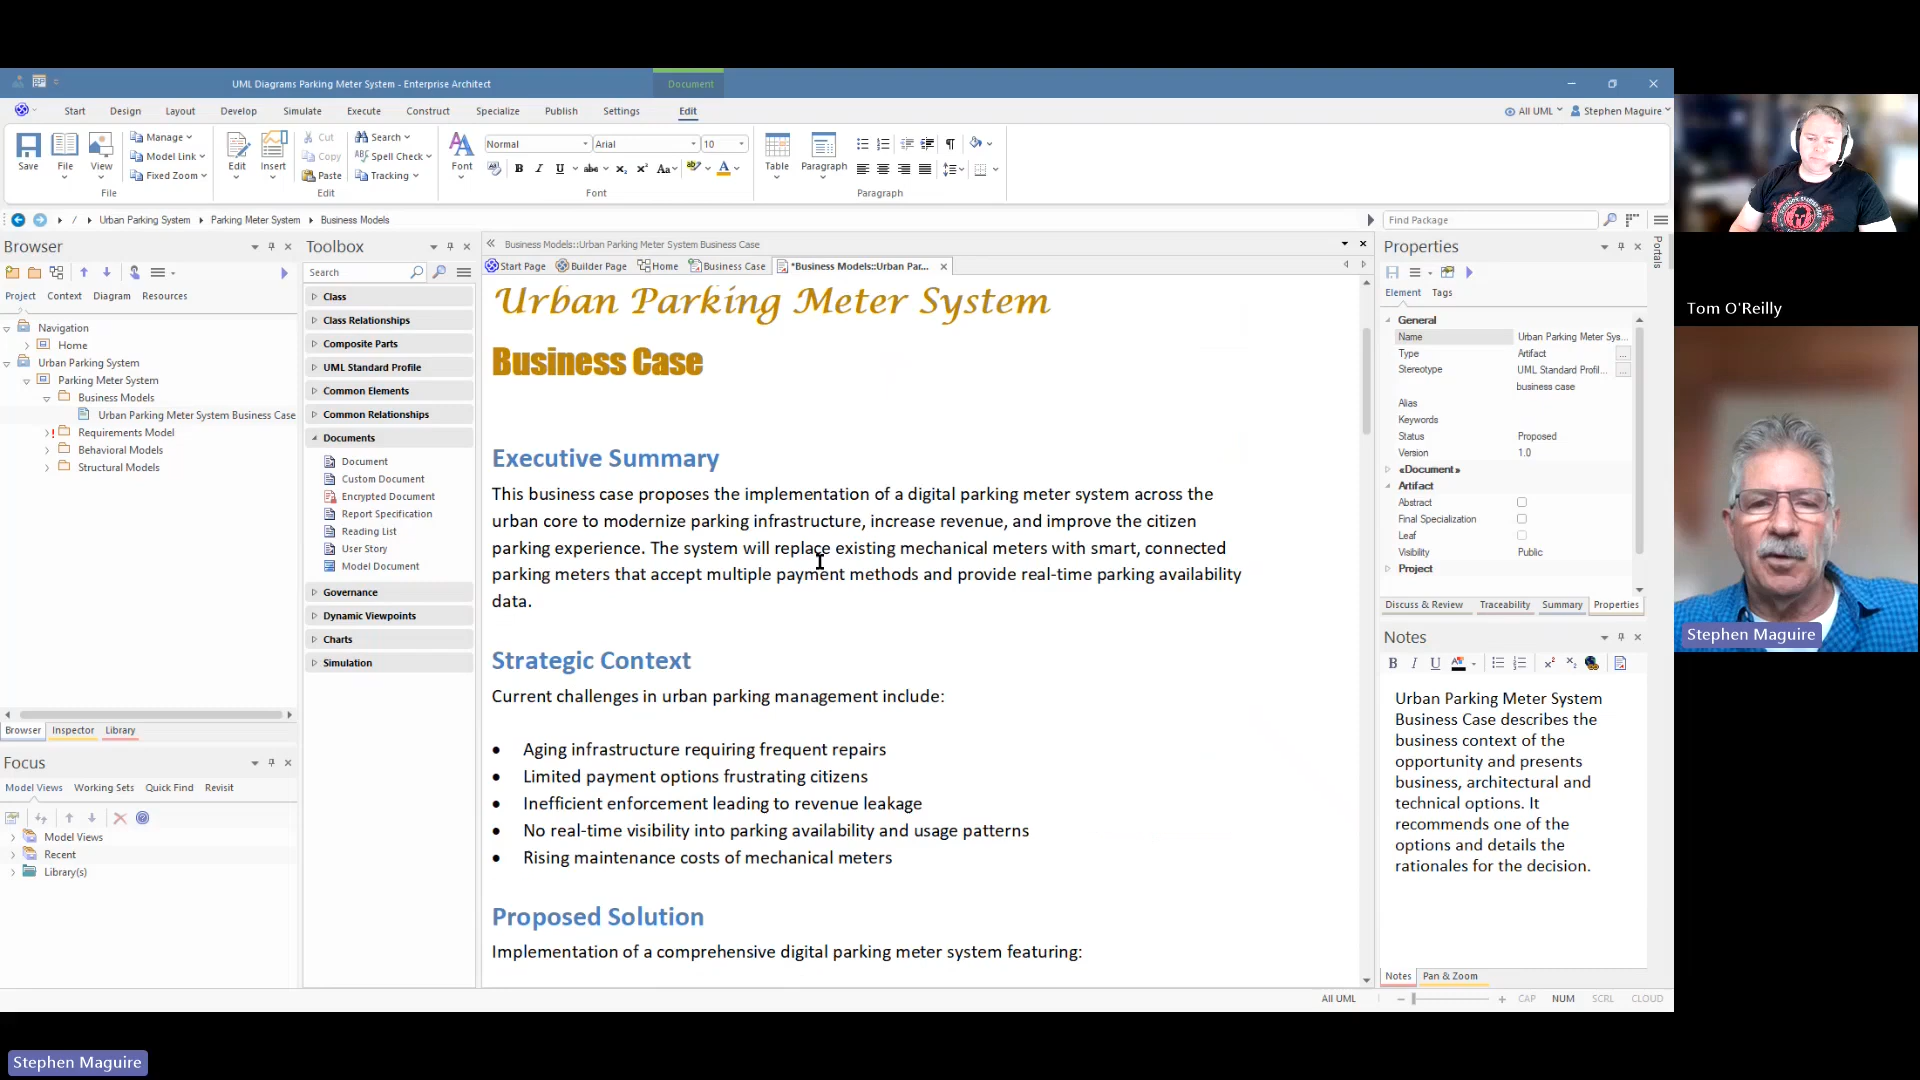 UML Diagrams Parking Meter System - Enterprise Architect
Document
Start Design Layout Develop Simulate Execute Construct Specialize Publish Settings Edit
All UML Stephen Maguire
Save File View
Manage
Model Link
Fixed Zoom
File
Edit Insert
Cut
Copy
Paste
Search
Spell Check
Tracking
Edit
Font
Normal Arial 10
B I U abc x₂ x² Aa
Font
Table Paragraph
Paragraph
/ Urban Parking System Parking Meter System Business Models
Find Package
Portals
Browser
Project Context Diagram Resources
Navigation
Home
Urban Parking System
Parking Meter System
Business Models
Urban Parking Meter System Business Case
Requirements Model
Behavioral Models
Structural Models
Browser Inspector Library
Focus
Model Views Working Sets Quick Find Revisit
Model Views
Recent
Library(s)
Toolbox
Search
Class
Class Relationships
Composite Parts
UML Standard Profile
Common Elements
Common Relationships
Documents
Document
Custom Document
Encrypted Document
Report Specification
Reading List
User Story
Model Document
Governance
Dynamic Viewpoints
Charts
Simulation
Business Models::Urban Parking Meter System Business Case
Start Page Builder Page Home Business Case *Business Models::Urban Par...
Urban Parking Meter System
Business Case
Executive Summary
This business case proposes the implementation of a digital parking meter system across the
urban core to modernize parking infrastructure, increase revenue, and improve the citizen
parking experience. The system will replace existing mechanical meters with smart, connected
parking meters that accept multiple payment methods and provide real-time parking availability
data.
Strategic Context
Current challenges in urban parking management include:
• Aging infrastructure requiring frequent repairs
• Limited payment options frustrating citizens
• Inefficient enforcement leading to revenue leakage
• No real-time visibility into parking availability and usage patterns
• Rising maintenance costs of mechanical meters
Proposed Solution
Implementation of a comprehensive digital parking meter system featuring:
Properties
Element Tags
General
Name Urban Parking Meter Sys...
Type Artifact
Stereotype UML Standard Profil...
business case
Alias
Keywords
Status Proposed
Version 1.0
«Document»
Artifact
Abstract
Final Specialization
Leaf
Visibility Public
Project
Discuss & Review Traceability Summary Properties
Notes
B I U
Urban Parking Meter System
Business Case describes the
business context of the
opportunity and presents
business, architectural and
technical options. It
recommends one of the
options and details the
rationales for the decision.
Notes Pan & Zoom
All UML CAP NUM SCRL CLOUD
Tom O'Reilly
Stephen Maguire
Stephen Maguire